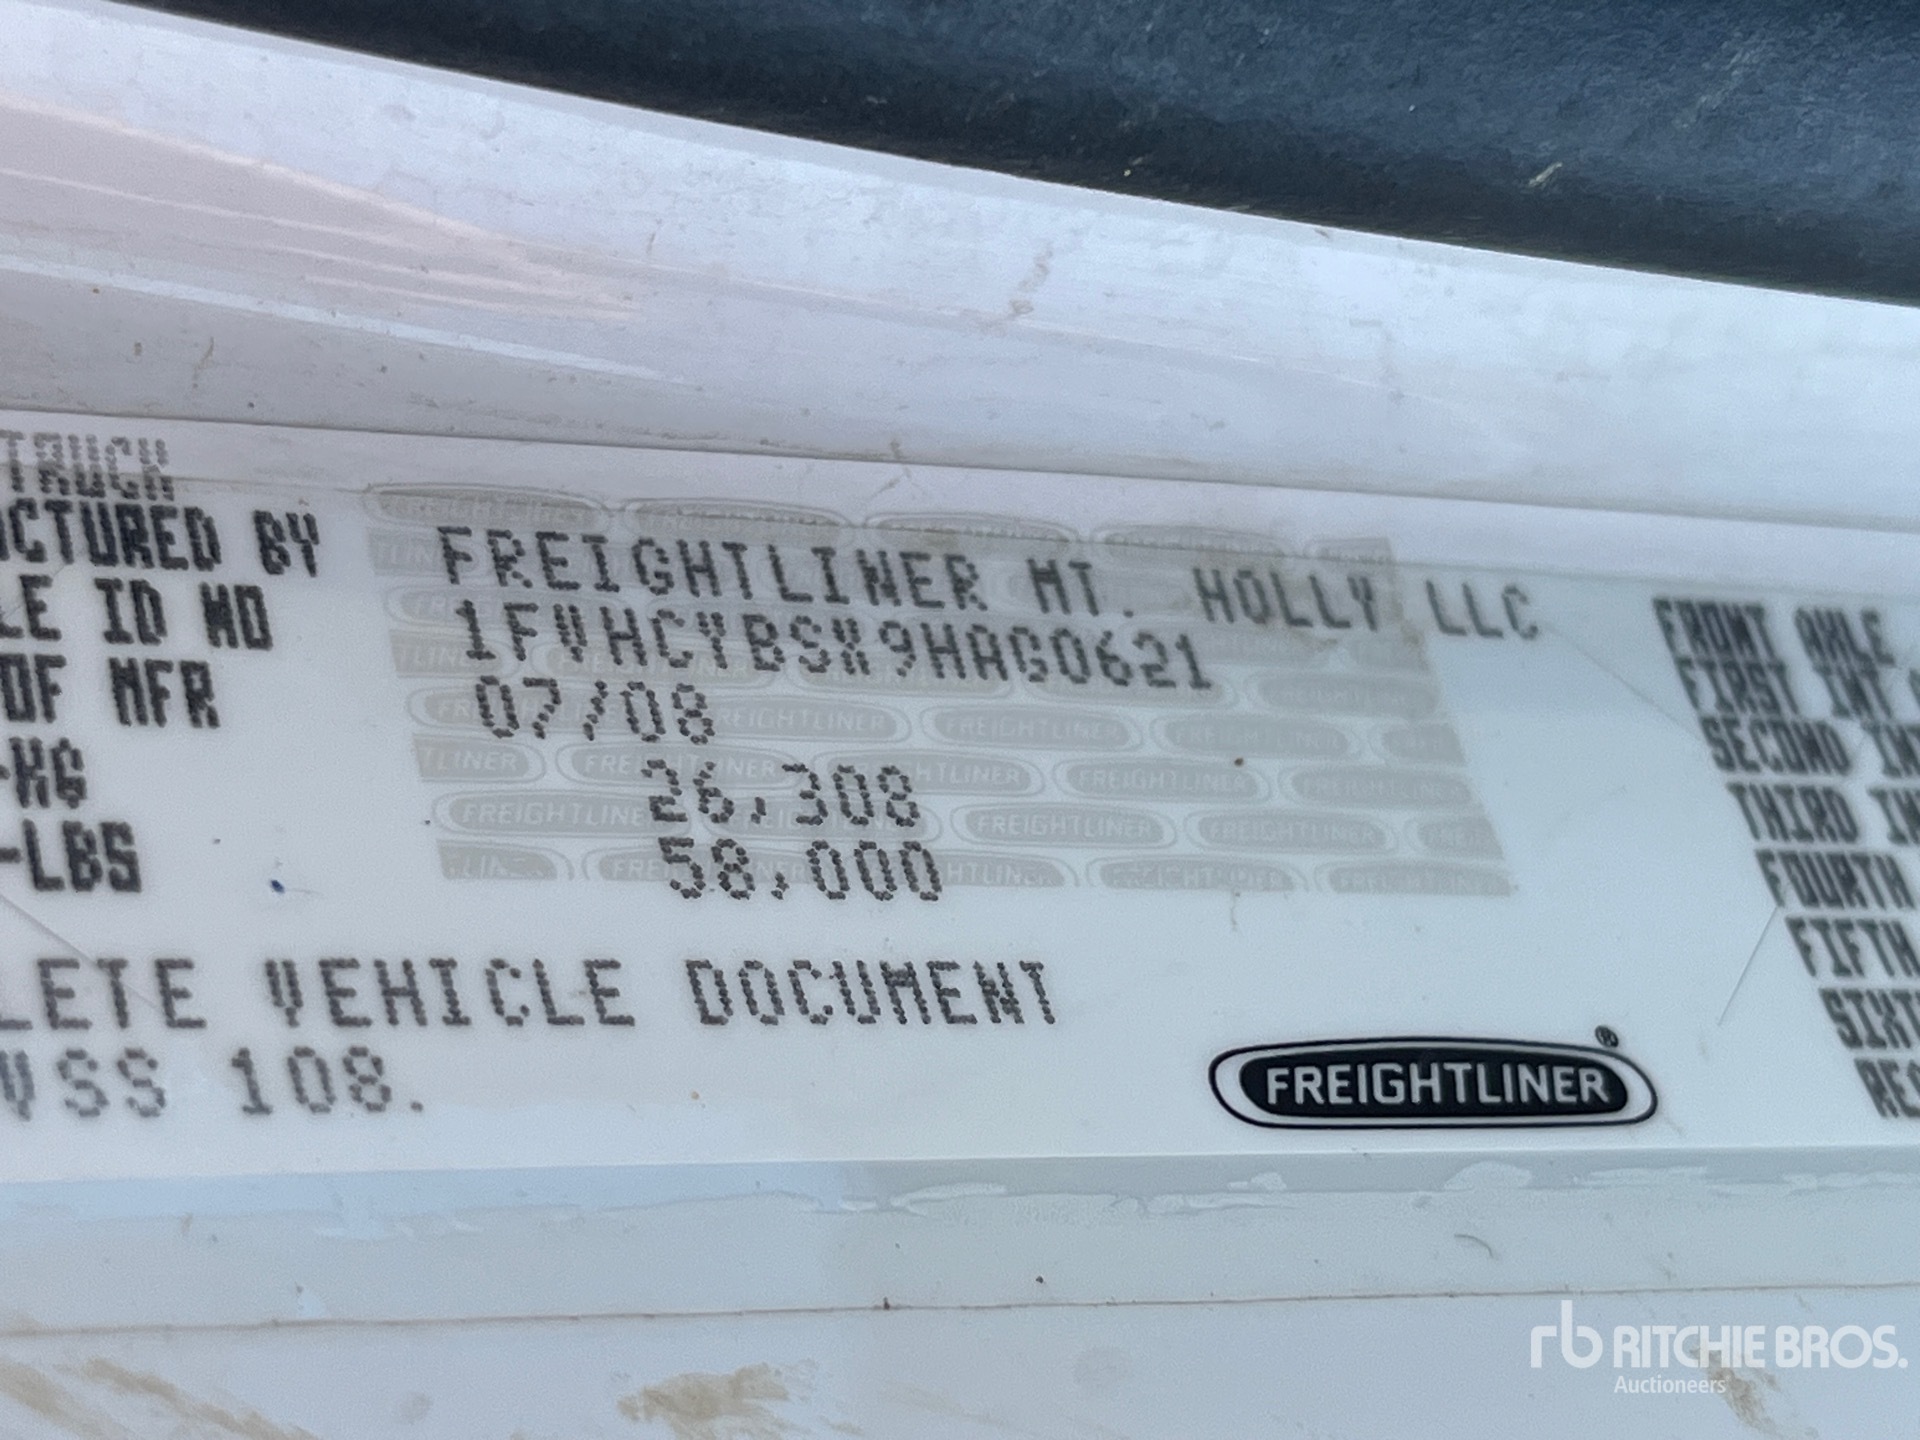 TRUCK
CTURED BY FREIGHTLINER MT. HOLLY LLC
LE ID NO 1FVHCYBSX9HAG0621
OF MFR 07/08
-KG 26,308
-LBS 58,000
LETE VEHICLE DOCUMENT
VSS 108.
FREIGHTLINER®
FRONT AXLE
FIRST INT
SECOND INT
THIRD IN
FOURTH
FIFTH
SIXT
rb RITCHIE BROS.
Auctioneers